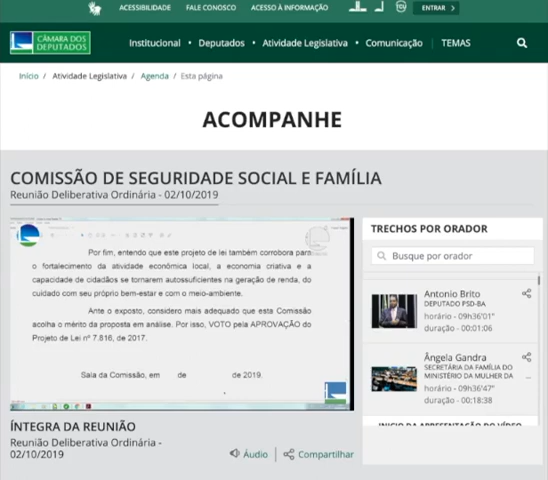 ACESSIBILIDADE FALE CONOSCO ACESSO À INFORMAÇÃO ENTRAR
CÂMARA DOS
DEPUTADOS
Institucional • Deputados • Atividade Legislativa • Comunicação | TEMAS
Início / Atividade Legislativa / Agenda / Esta página
ACOMPANHE
COMISSÃO DE SEGURIDADE SOCIAL E FAMÍLIA
Reunião Deliberativa Ordinária - 02/10/2019
Por fim, entendo que este projeto de lei também corrobora para
o fortalecimento da atividade econômica local, a economia criativa e a
capacidade de cidadãos se tornarem autossuficientes na geração de renda, do
cuidado com seu próprio bem-estar e com o meio-ambiente.
Ante o exposto, considero mais adequado que esta Comissão
acolha o mérito da proposta em análise. Por isso, VOTO pela APROVAÇÃO do
Projeto de Lei nº 7.816, de 2017.
Sala da Comissão, em de de 2019.
TRECHOS POR ORADOR
Busque por orador
Antonio Brito
DEPUTADO PSD-BA
horário - 09h36'01"
duração - 00:01:06
Ângela Gandra
SECRETÁRIA DA FAMÍLIA DO
MINISTÉRIO DA MULHER DA ...
horário - 09h36'47"
duração - 00:18:38
INICIO DA APRESENTAÇÃO DO VÍDEO
ÍNTEGRA DA REUNIÃO
Reunião Deliberativa Ordinária -
02/10/2019
Áudio Compartilhar